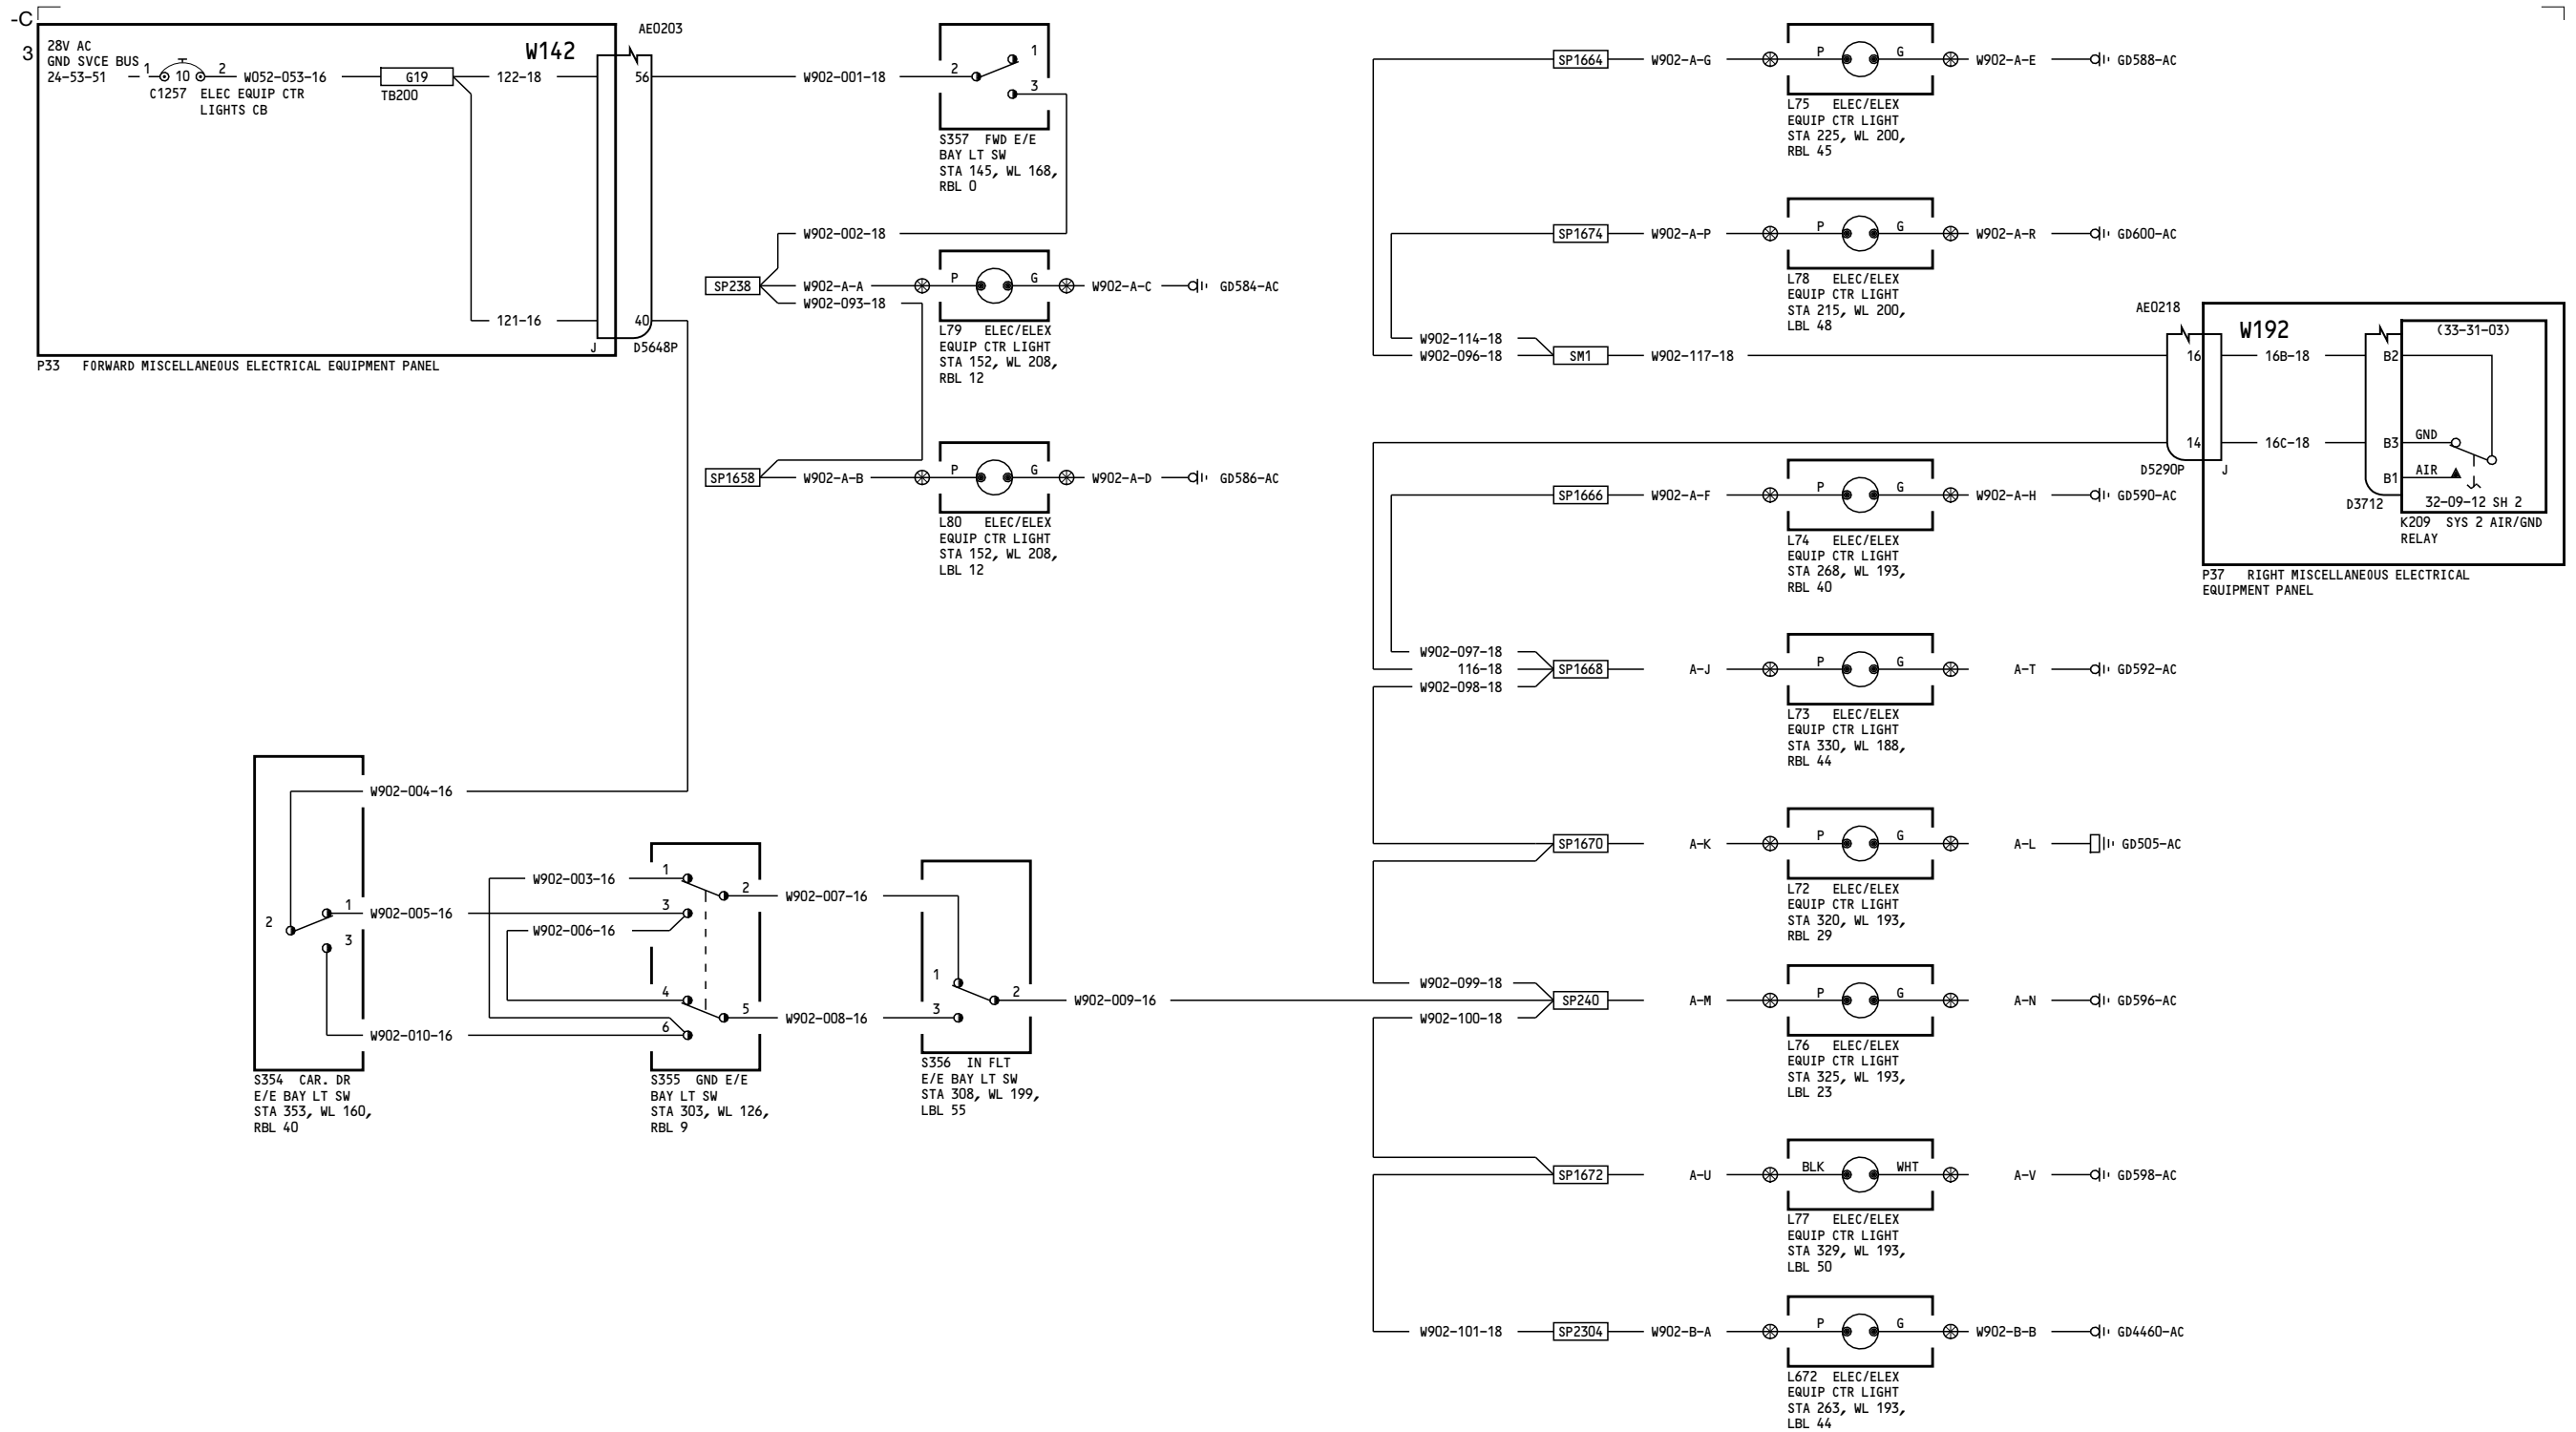 -C
3
28V AC
GND SVCE BUS
24-53-51
1
10
2
W052-053-16
C1257 ELEC EQUIP CTR
LIGHTS CB
G19
TB200
122-18
121-16
W142
AE0203
56
40
J
D5648P
P33 FORWARD MISCELLANEOUS ELECTRICAL EQUIPMENT PANEL
W902-001-18
2
1
3
S357 FWD E/E
BAY LT SW
STA 145, WL 168,
RBL 0
W902-002-18
SP238
W902-A-A
W902-093-18
P
G
W902-A-C
GD584-AC
L79 ELEC/ELEX
EQUIP CTR LIGHT
STA 152, WL 208,
RBL 12
SP1658
W902-A-B
P
G
W902-A-D
GD586-AC
L80 ELEC/ELEX
EQUIP CTR LIGHT
STA 152, WL 208,
LBL 12
W902-004-16
2
1
3
W902-005-16
W902-010-16
S354 CAR. DR
E/E BAY LT SW
STA 353, WL 160,
RBL 40
W902-003-16
W902-006-16
1
2
3
4
5
6
S355 GND E/E
BAY LT SW
STA 303, WL 126,
RBL 9
W902-007-16
W902-008-16
1
2
3
S356 IN FLT
E/E BAY LT SW
STA 308, WL 199,
LBL 55
W902-009-16
SP1664
W902-A-G
P
G
W902-A-E
GD588-AC
L75 ELEC/ELEX
EQUIP CTR LIGHT
STA 225, WL 200,
RBL 45
SP1674
W902-A-P
P
G
W902-A-R
GD600-AC
L78 ELEC/ELEX
EQUIP CTR LIGHT
STA 215, WL 200,
LBL 48
W902-114-18
W902-096-18
SM1
W902-117-18
AE0218
16
14
D5290P
J
W192
16B-18
16C-18
B2
B3
B1
D3712
(33-31-03)
GND
AIR
32-09-12 SH 2
K209 SYS 2 AIR/GND
RELAY
P37 RIGHT MISCELLANEOUS ELECTRICAL
EQUIPMENT PANEL
SP1666
W902-A-F
P
G
W902-A-H
GD590-AC
L74 ELEC/ELEX
EQUIP CTR LIGHT
STA 268, WL 193,
RBL 40
W902-097-18
116-18
W902-098-18
SP1668
A-J
P
G
A-T
GD592-AC
L73 ELEC/ELEX
EQUIP CTR LIGHT
STA 330, WL 188,
RBL 44
SP1670
A-K
P
G
A-L
GD505-AC
L72 ELEC/ELEX
EQUIP CTR LIGHT
STA 320, WL 193,
RBL 29
W902-099-18
W902-100-18
SP240
A-M
P
G
A-N
GD596-AC
L76 ELEC/ELEX
EQUIP CTR LIGHT
STA 325, WL 193,
LBL 23
SP1672
A-U
BLK
WHT
A-V
GD598-AC
L77 ELEC/ELEX
EQUIP CTR LIGHT
STA 329, WL 193,
LBL 50
W902-101-18
SP2304
W902-B-A
P
G
W902-B-B
GD4460-AC
L672 ELEC/ELEX
EQUIP CTR LIGHT
STA 263, WL 193,
LBL 44